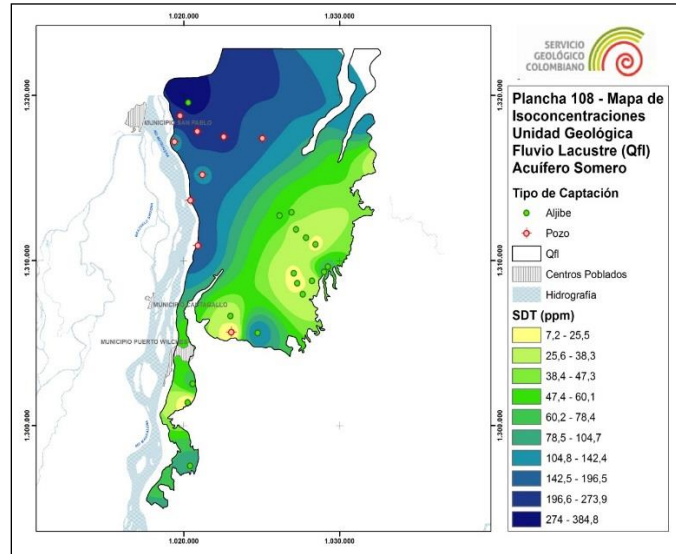 1.020.000
1.030.000
1.320.000
1.320.000
1.310.000
1.310.000
1.300.000
1.300.000
1.020.000
1.030.000
MUNICIPIO SAN PABLO
MUNICIPIO CANTAGALLO
MUNICIPIO PUERTO WILCHES
SERVICIO
GEOLÓGICO
COLOMBIANO
Plancha 108 - Mapa de
Isoconcentraciones
Unidad Geológica
Fluvio Lacustre (Qfl)
Acuífero Somero
Tipo de Captación
Aljibe
Pozo
Qfl
Centros Poblados
Hidrografía
SDT (ppm)
7,2 - 25,5
25,6 - 38,3
38,4 - 47,3
47,4 - 60,1
60,2 - 78,4
78,5 - 104,7
104,8 - 142,4
142,5 - 196,5
196,6 - 273,9
274 - 384,8